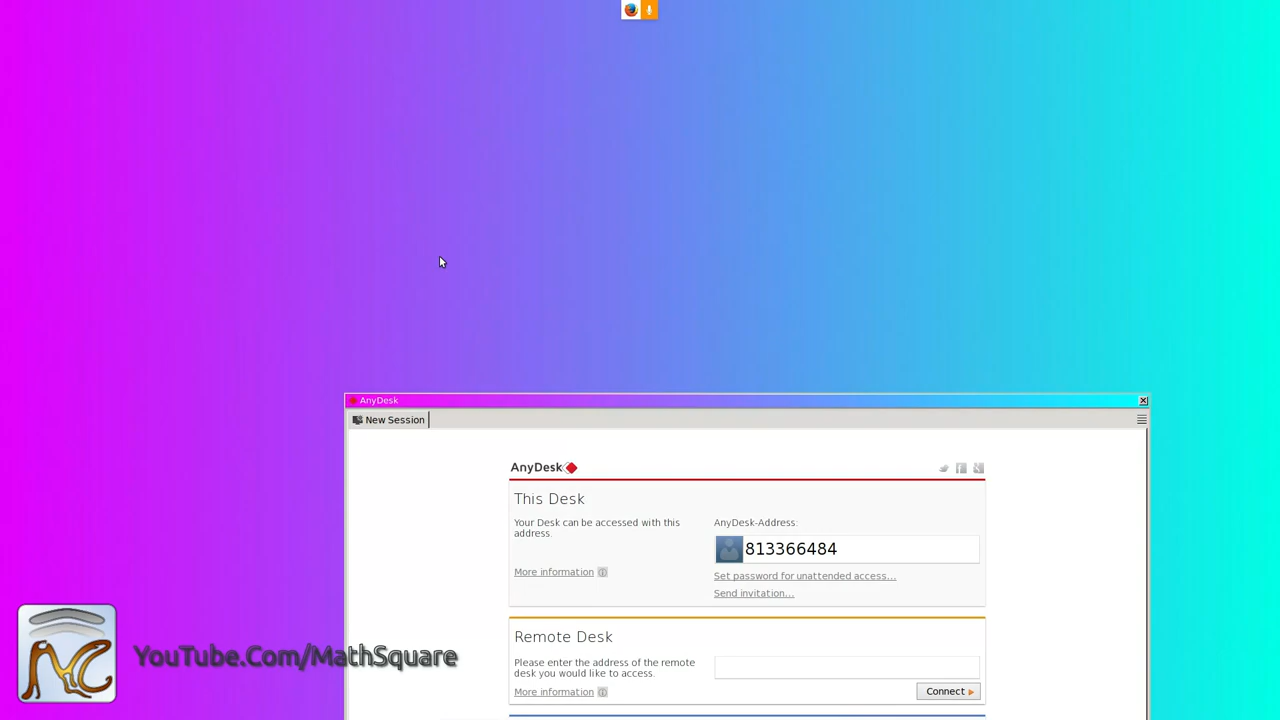 AnyDesk
New Session
AnyDesk
This Desk
Your Desk can be accessed with this
address.
More information
AnyDesk-Address:
813366484
Set password for unattended access...
Send invitation...
Remote Desk
Please enter the address of the remote
desk you would like to access.
More information
Connect
YouTube.Com/MathSquare